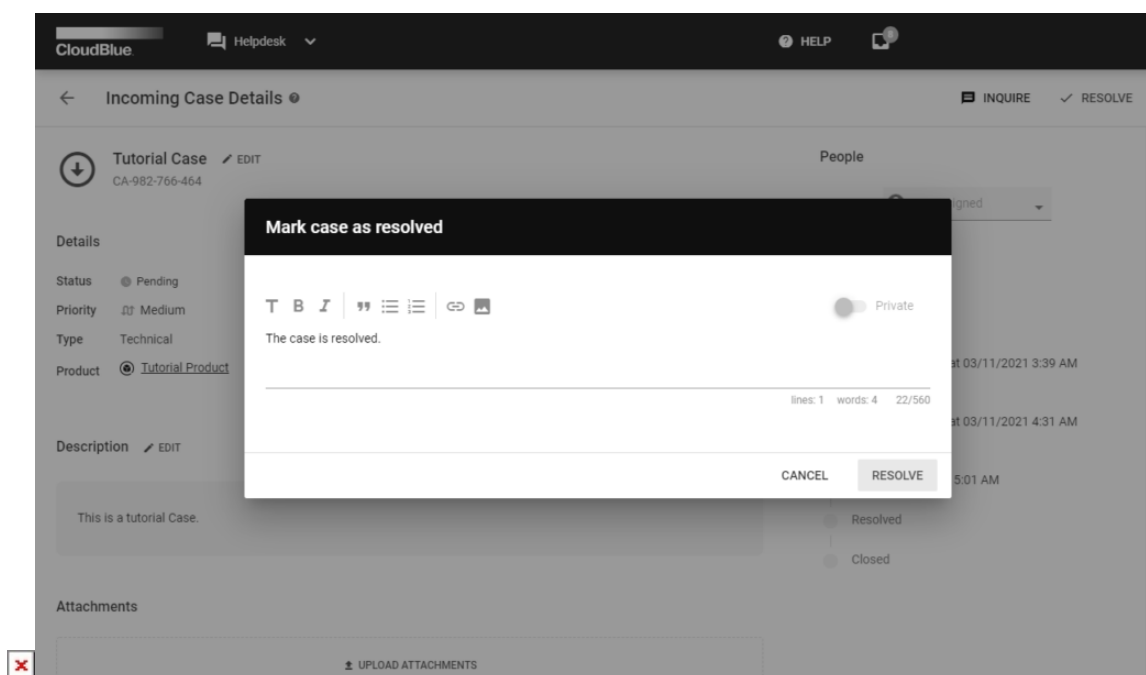 CloudBlue
Helpdesk
HELP
Incoming Case Details
INQUIRE
RESOLVE
Tutorial Case EDIT
CA-982-766-464
People
Mark case as resolved
Details
Status Pending
Priority Medium
Type Technical
Product Tutorial Product
T B I
Private
The case is resolved.
lines: 1 words: 4 22/560
at 03/11/2021 3:39 AM
at 03/11/2021 4:31 AM
Description EDIT
CANCEL RESOLVE
5:01 AM
This is a tutorial Case.
Resolved
Closed
Attachments
UPLOAD ATTACHMENTS